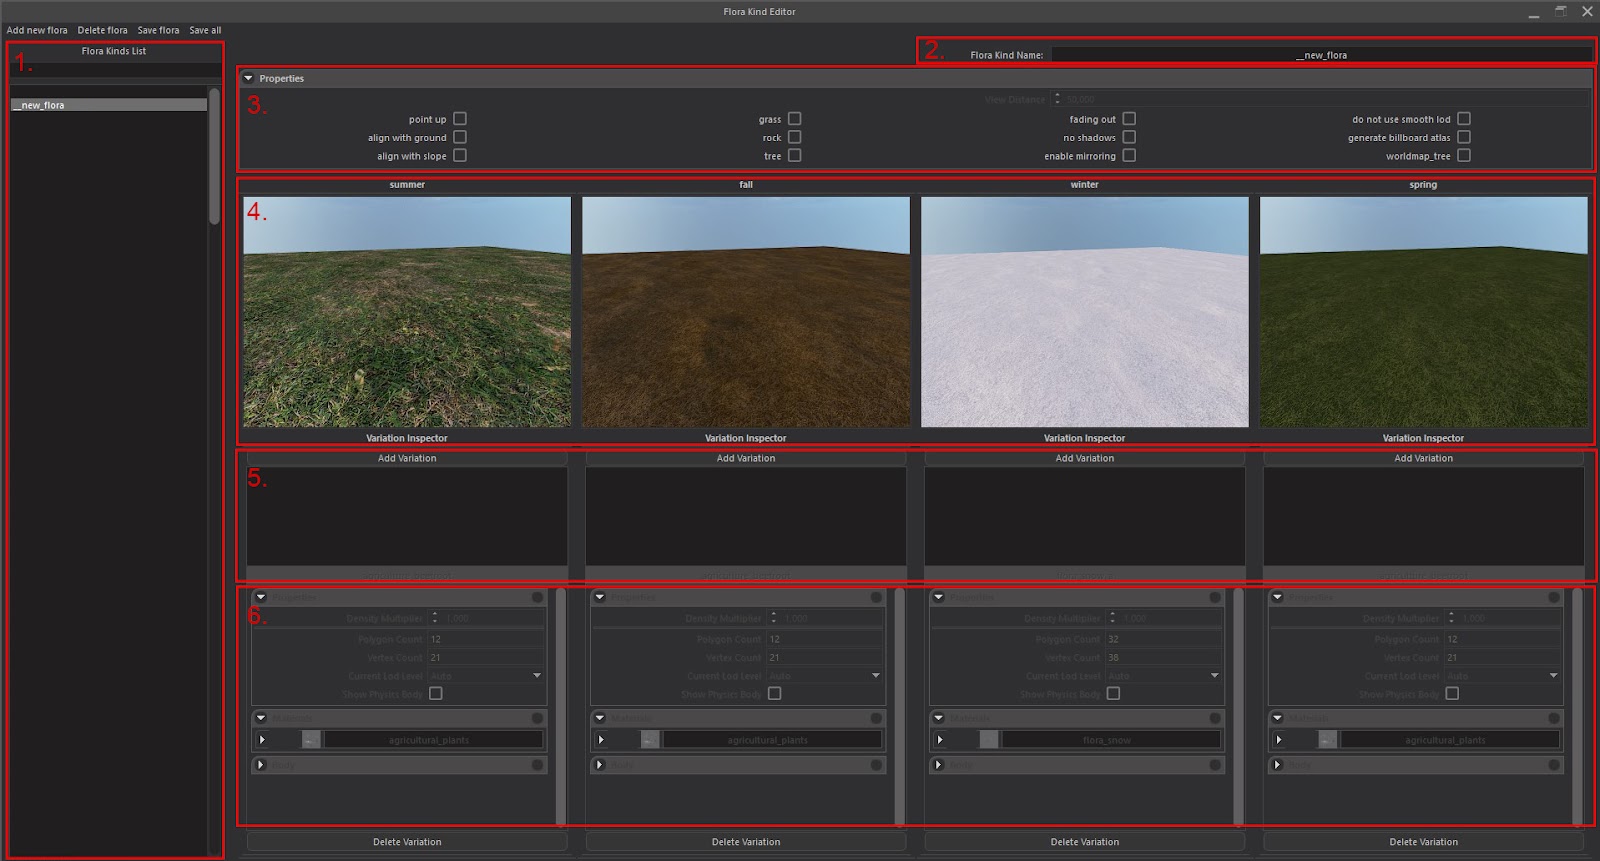 Flora Kind Editor
Add new flora Delete flora Save flora Save all
1.
Flora Kinds List
__new_flora
2.
Flora Kind Name: __new_flora
Properties
3.
View Distance 50,000
point up grass fading out do not use smooth lod
align with ground rock no shadows generate billboard atlas
align with slope tree enable mirroring worldmap_tree
summer fall winter spring
4.
Variation Inspector Variation Inspector Variation Inspector Variation Inspector
Add Variation Add Variation Add Variation Add Variation
5.
6.
Properties Properties Properties Properties
Density Multiplier 1,000 Density Multiplier 1,000 Density Multiplier 1,000 Density Multiplier 1,000
Polygon Count 12 Polygon Count 12 Polygon Count 32 Polygon Count 12
Vertex Count 21 Vertex Count 21 Vertex Count 38 Vertex Count 21
Current Lod Level Auto Current Lod Level Auto Current Lod Level Auto Current Lod Level Auto
Show Physics Body Show Physics Body Show Physics Body Show Physics Body
Materials Materials Materials Materials
agricultural_plants agricultural_plants flora_snow agricultural_plants
Body Body Body Body
Delete Variation Delete Variation Delete Variation Delete Variation